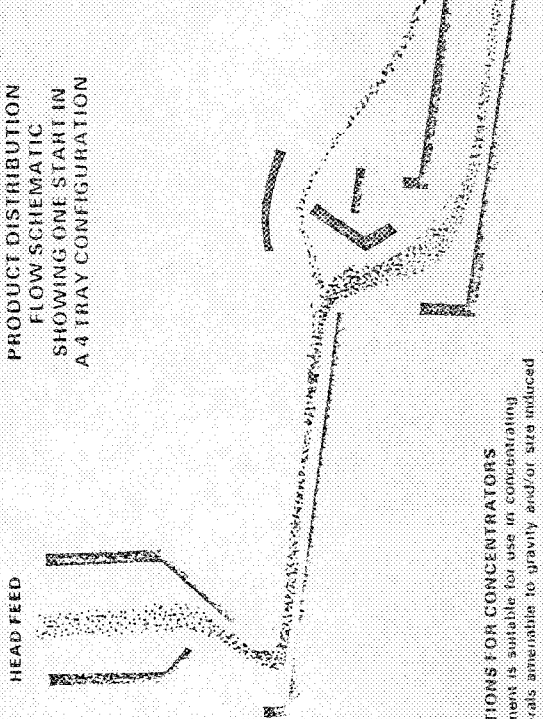 PRODUCT DISTRIBUTION
FLOW SCHEMATIC
SHOWING ONE START IN
A 4 TRAY CONFIGURATION
HEAD FEED
TIONS FOR CONCENTRATORS
ment is suitable for use in concentrating
rals amenable to gravity and/or size induced